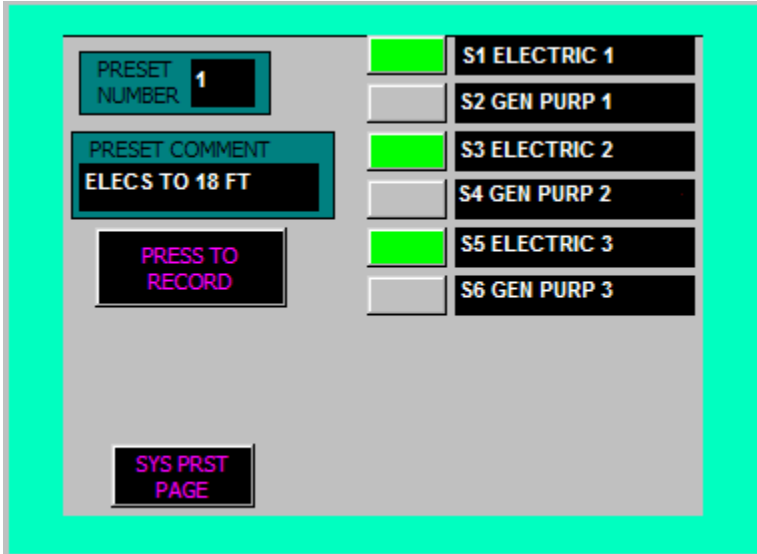 PRESET
NUMBER
1
PRESET COMMENT
ELECS TO 18 FT
PRESS TO
RECORD
SYS PRST
PAGE
S1 ELECTRIC 1
S2 GEN PURP 1
S3 ELECTRIC 2
S4 GEN PURP 2
S5 ELECTRIC 3
S6 GEN PURP 3